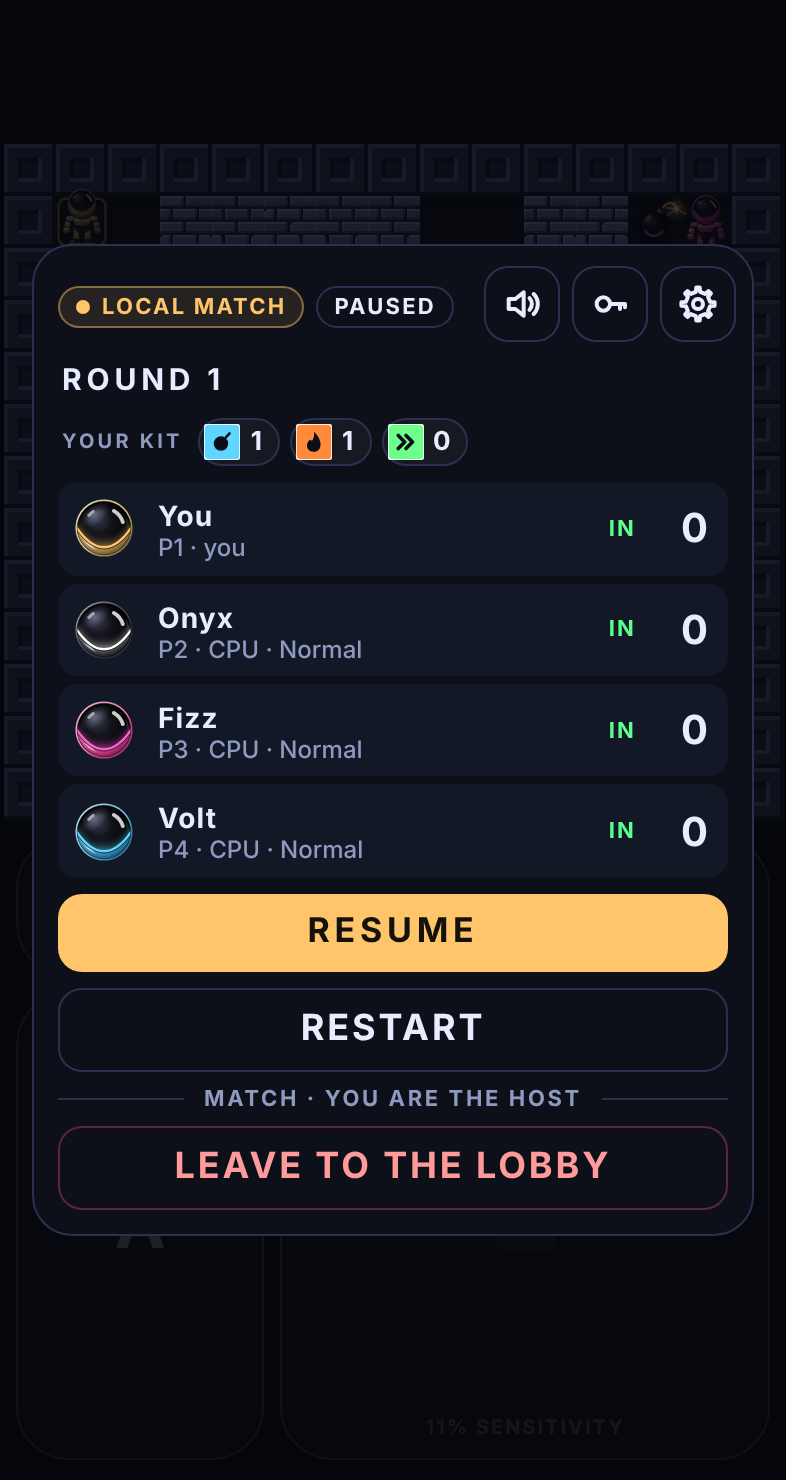 LOCAL MATCH PAUSED
ROUND 1
YOUR KIT 1 1 0
You
P1 · you
IN 0
Onyx
P2 · CPU · Normal
IN 0
Fizz
P3 · CPU · Normal
IN 0
Volt
P4 · CPU · Normal
IN 0
RESUME
RESTART
MATCH · YOU ARE THE HOST
LEAVE TO THE LOBBY
A
11% SENSITIVITY